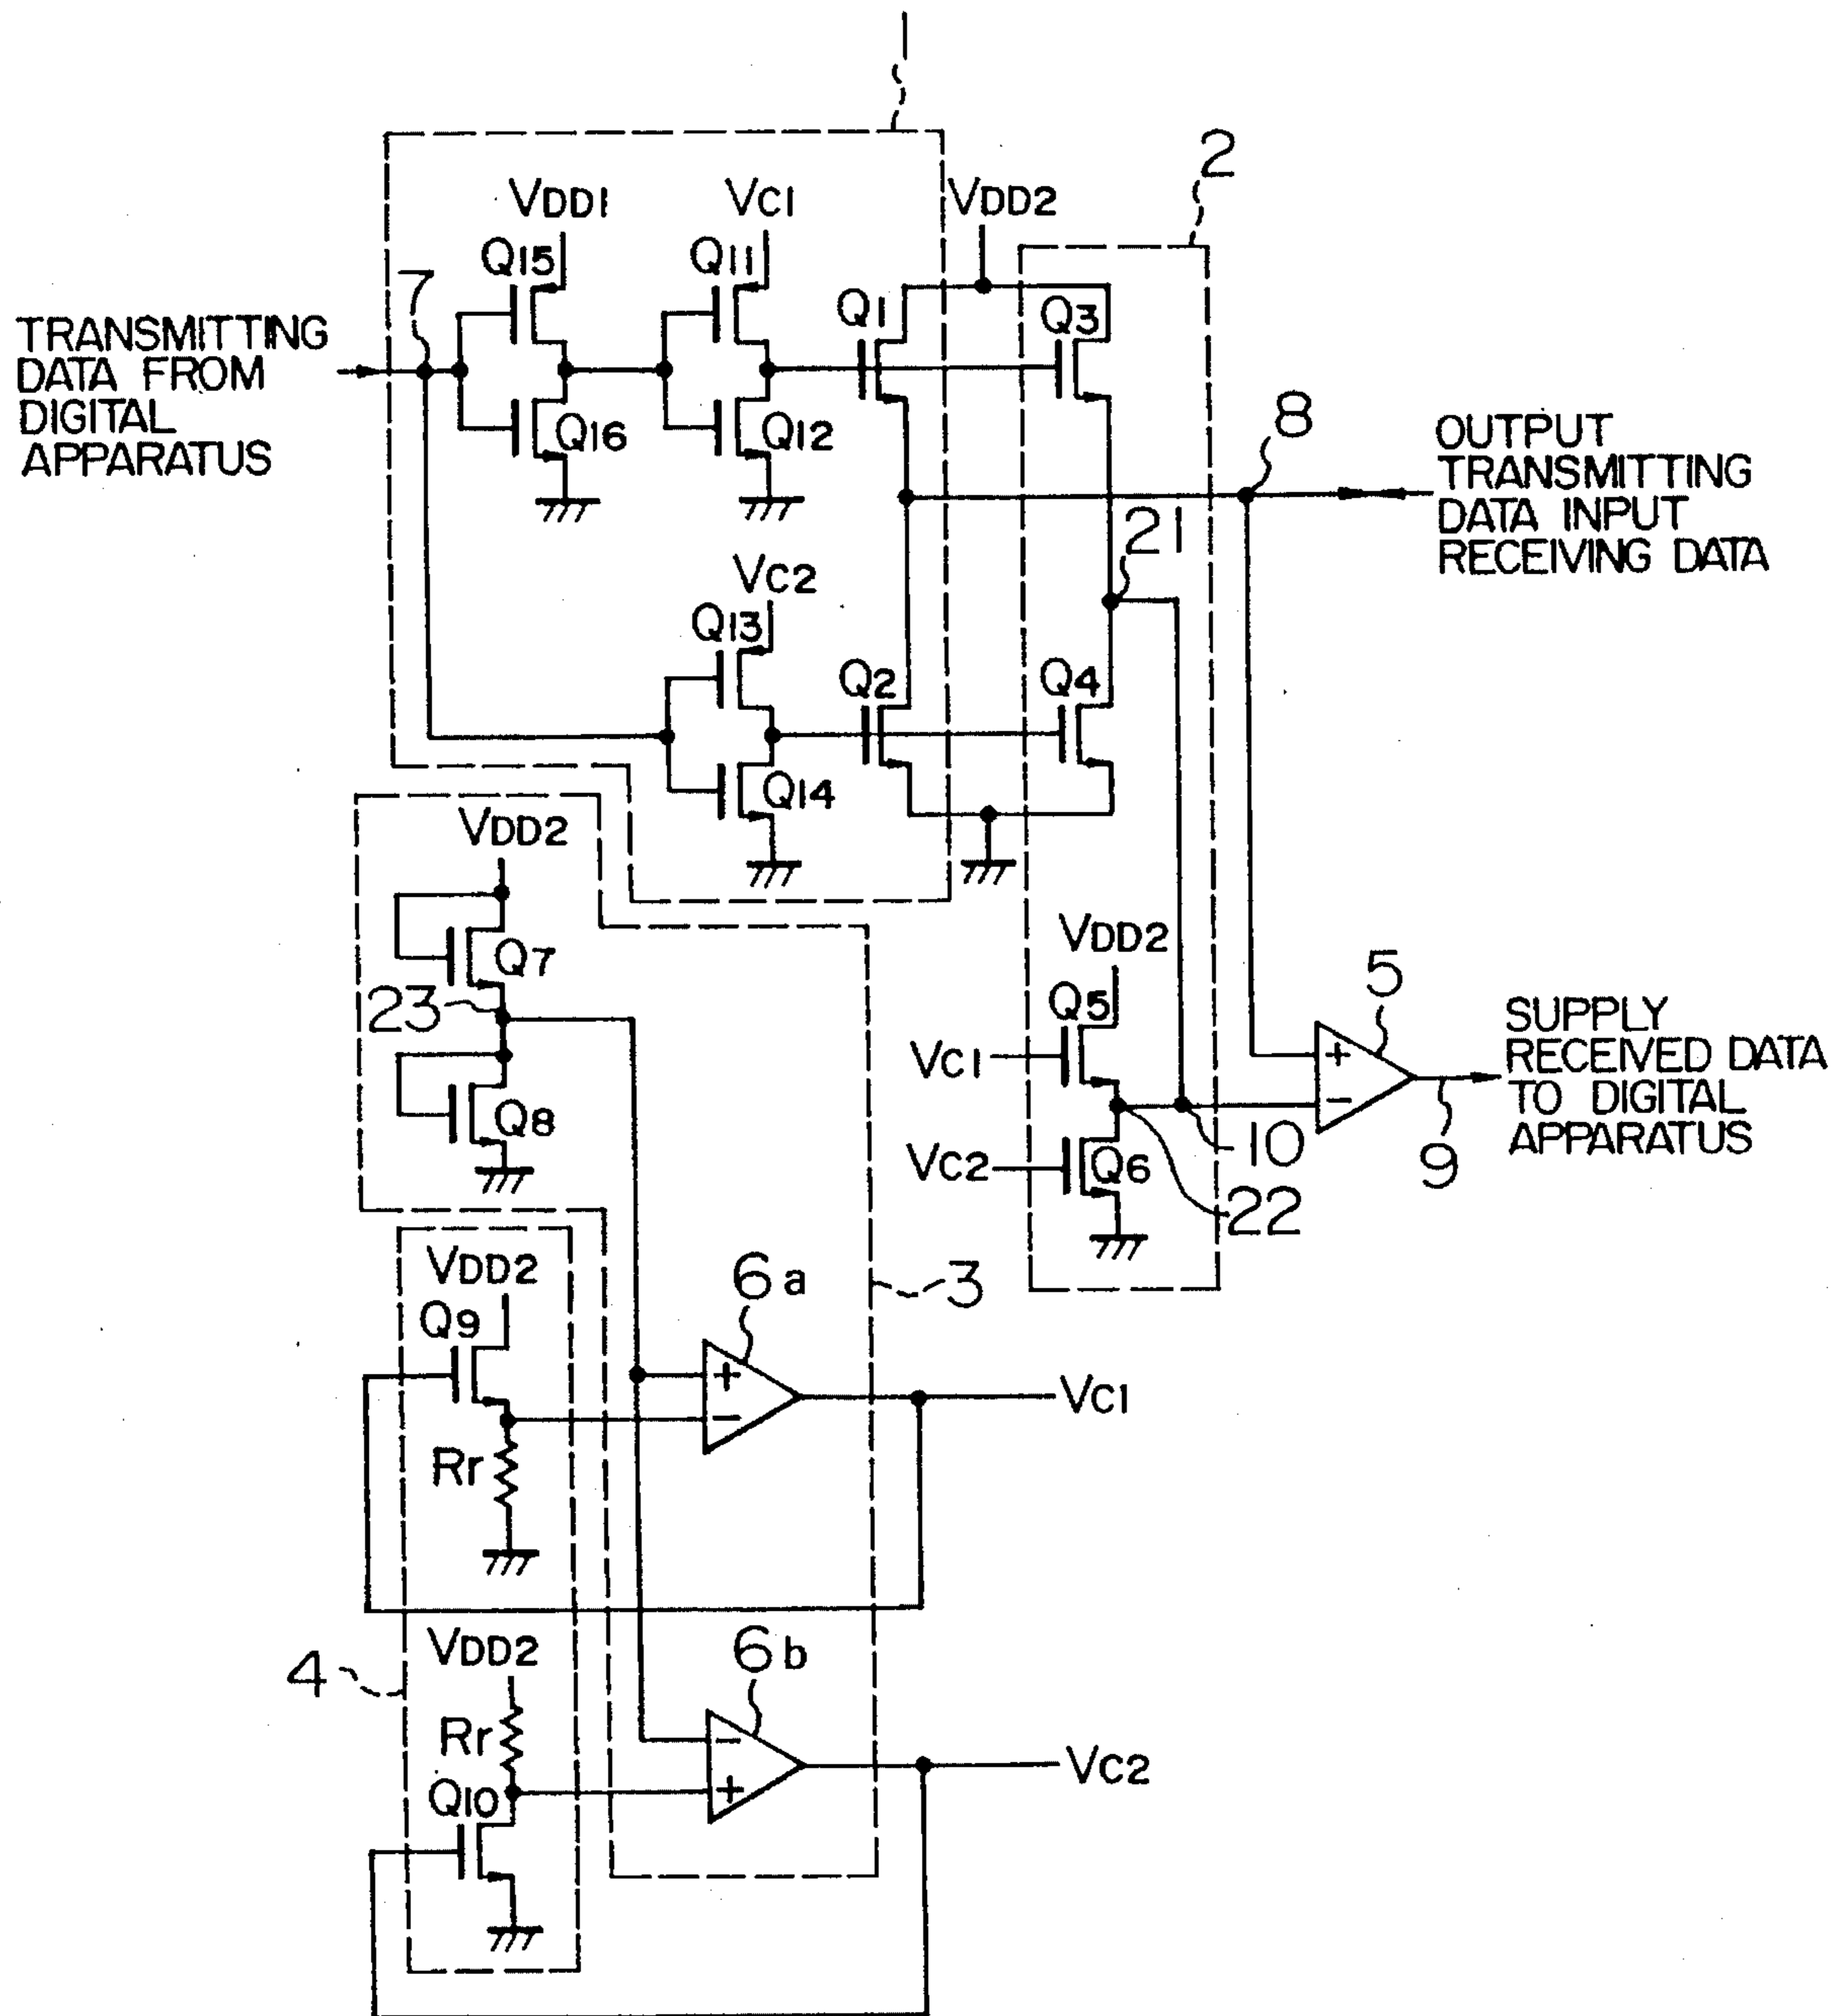 1
2
VDD1
VC1
VDD2
Q15
Q11
Q1
Q3
7
TRANSMITTING
DATA FROM
DIGITAL
APPARATUS
Q16
Q12
8
OUTPUT
TRANSMITTING
DATA INPUT
RECEIVING DATA
21
VC2
Q13
Q2
Q4
Q14
VDD2
Q7
23
Q8
VDD2
Q5
VC1
VC2
Q6
10
22
5
+
−
SUPPLY
RECEIVED DATA
TO DIGITAL
APPARATUS
9
VDD2
Q9
6a
3
+
−
VC1
Rr
4
VDD2
6b
Rr
−
+
VC2
Q10